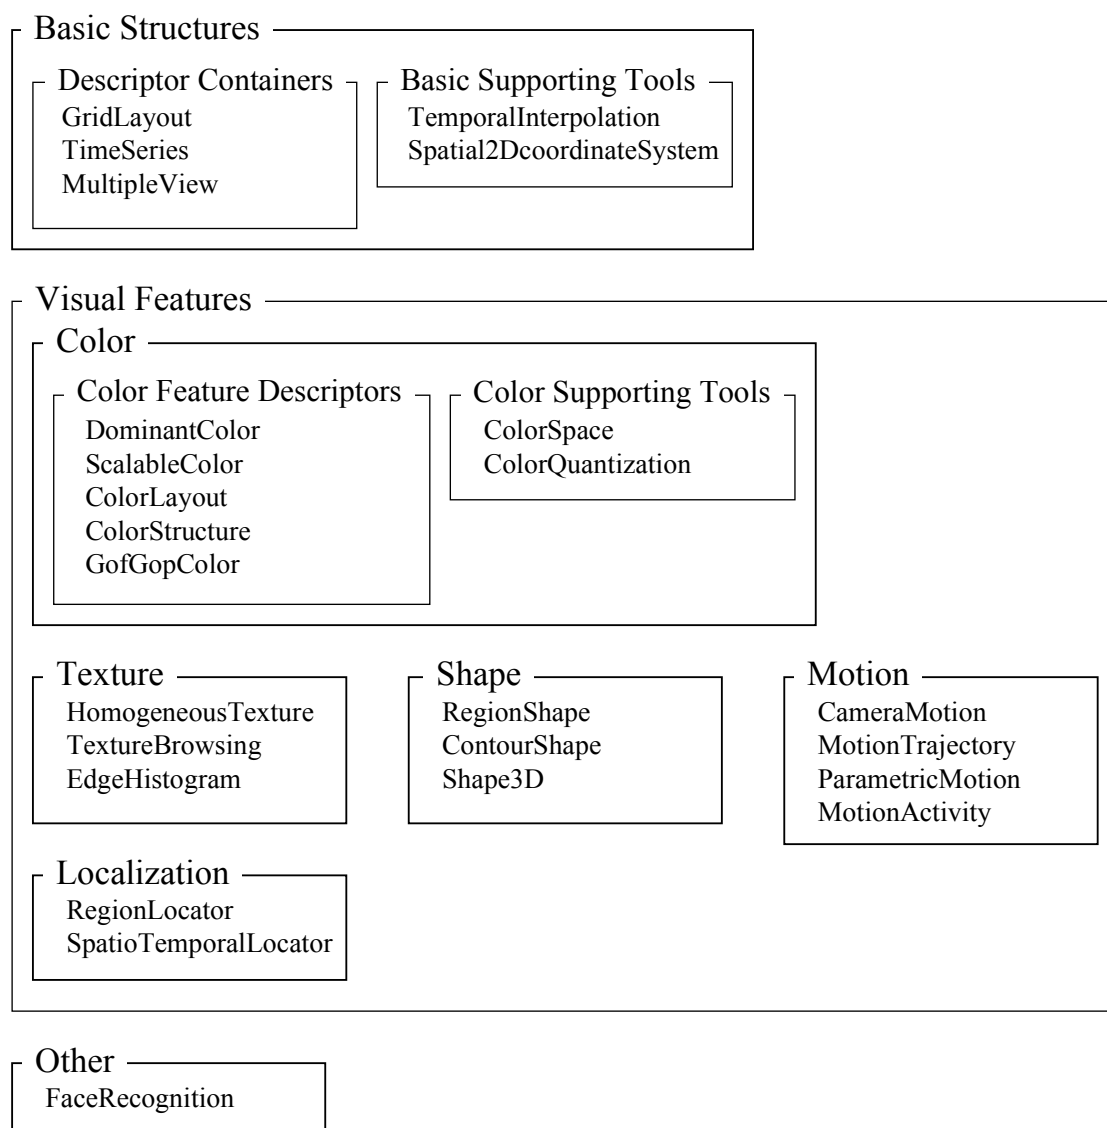 Basic Structures
Descriptor Containers
GridLayout
TimeSeries
MultipleView
Basic Supporting Tools
TemporalInterpolation
Spatial2DcoordinateSystem
Visual Features
Color
Color Feature Descriptors
DominantColor
ScalableColor
ColorLayout
ColorStructure
GofGopColor
Color Supporting Tools
ColorSpace
ColorQuantization
Texture
HomogeneousTexture
TextureBrowsing
EdgeHistogram
Shape
RegionShape
ContourShape
Shape3D
Motion
CameraMotion
MotionTrajectory
ParametricMotion
MotionActivity
Localization
RegionLocator
SpatioTemporalLocator
Other
FaceRecognition